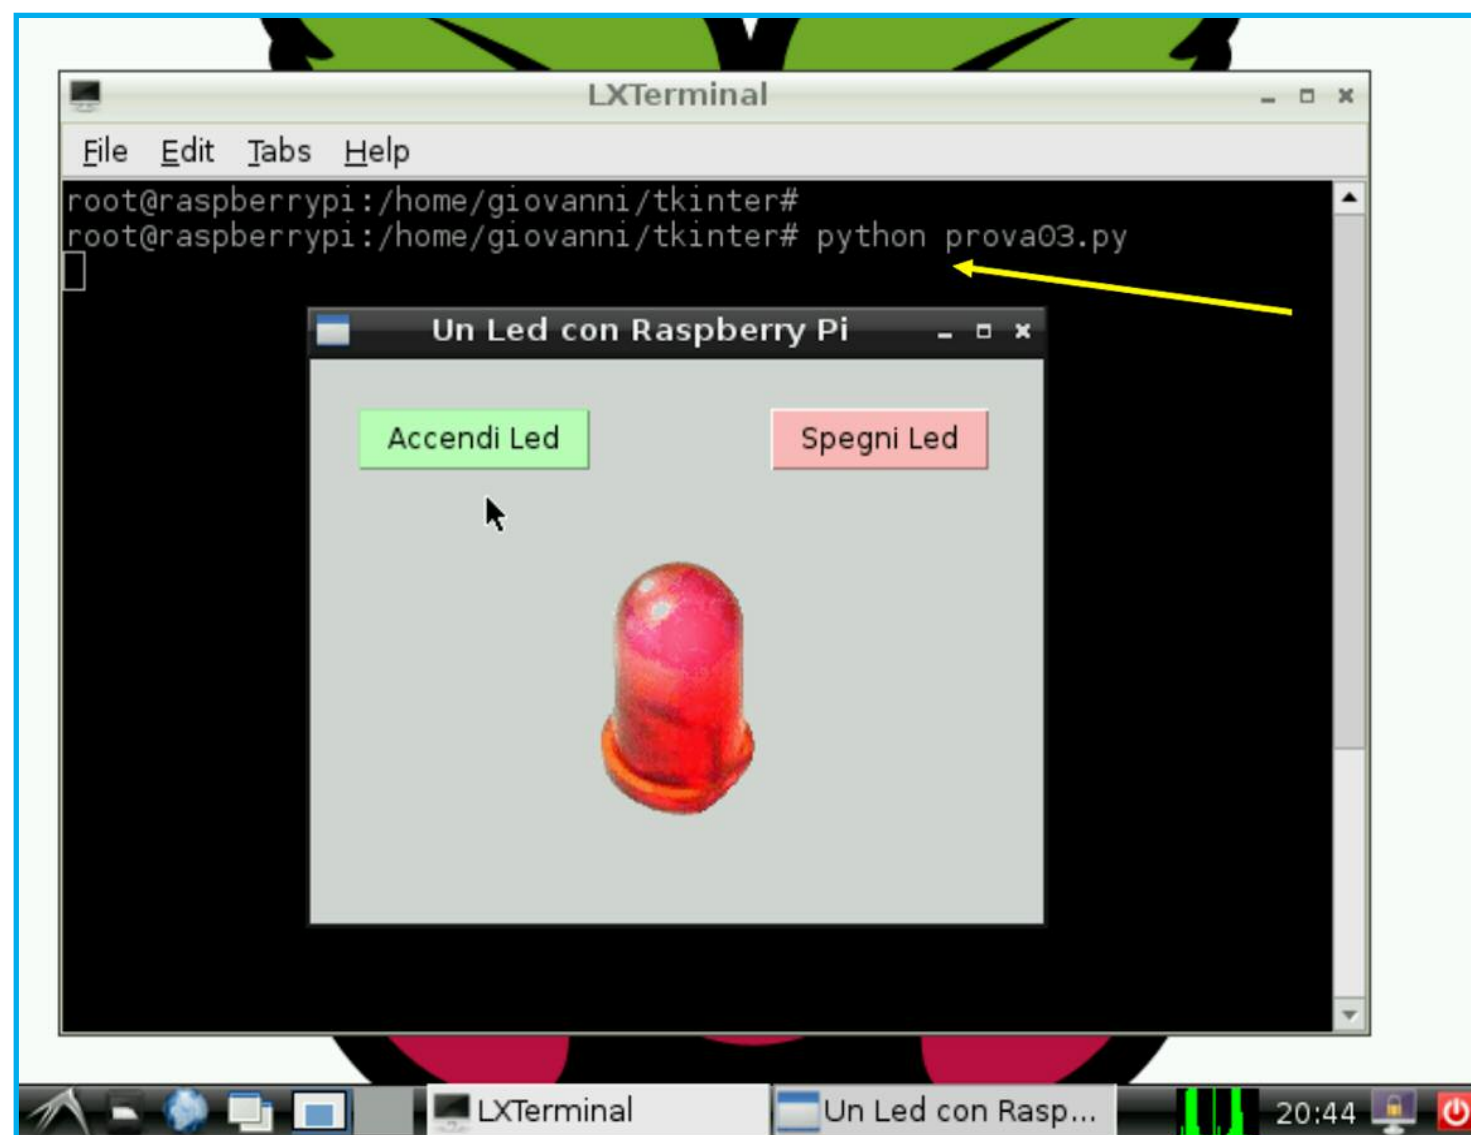 LXTerminal
File Edit Tabs Help
root@raspberrypi:/home/giovanni/tkinter#
root@raspberrypi:/home/giovanni/tkinter# python prova03.py
Un Led con Raspberry Pi
Accendi Led
Spegni Led
LXTerminal
Un Led con Rasp...
20:44